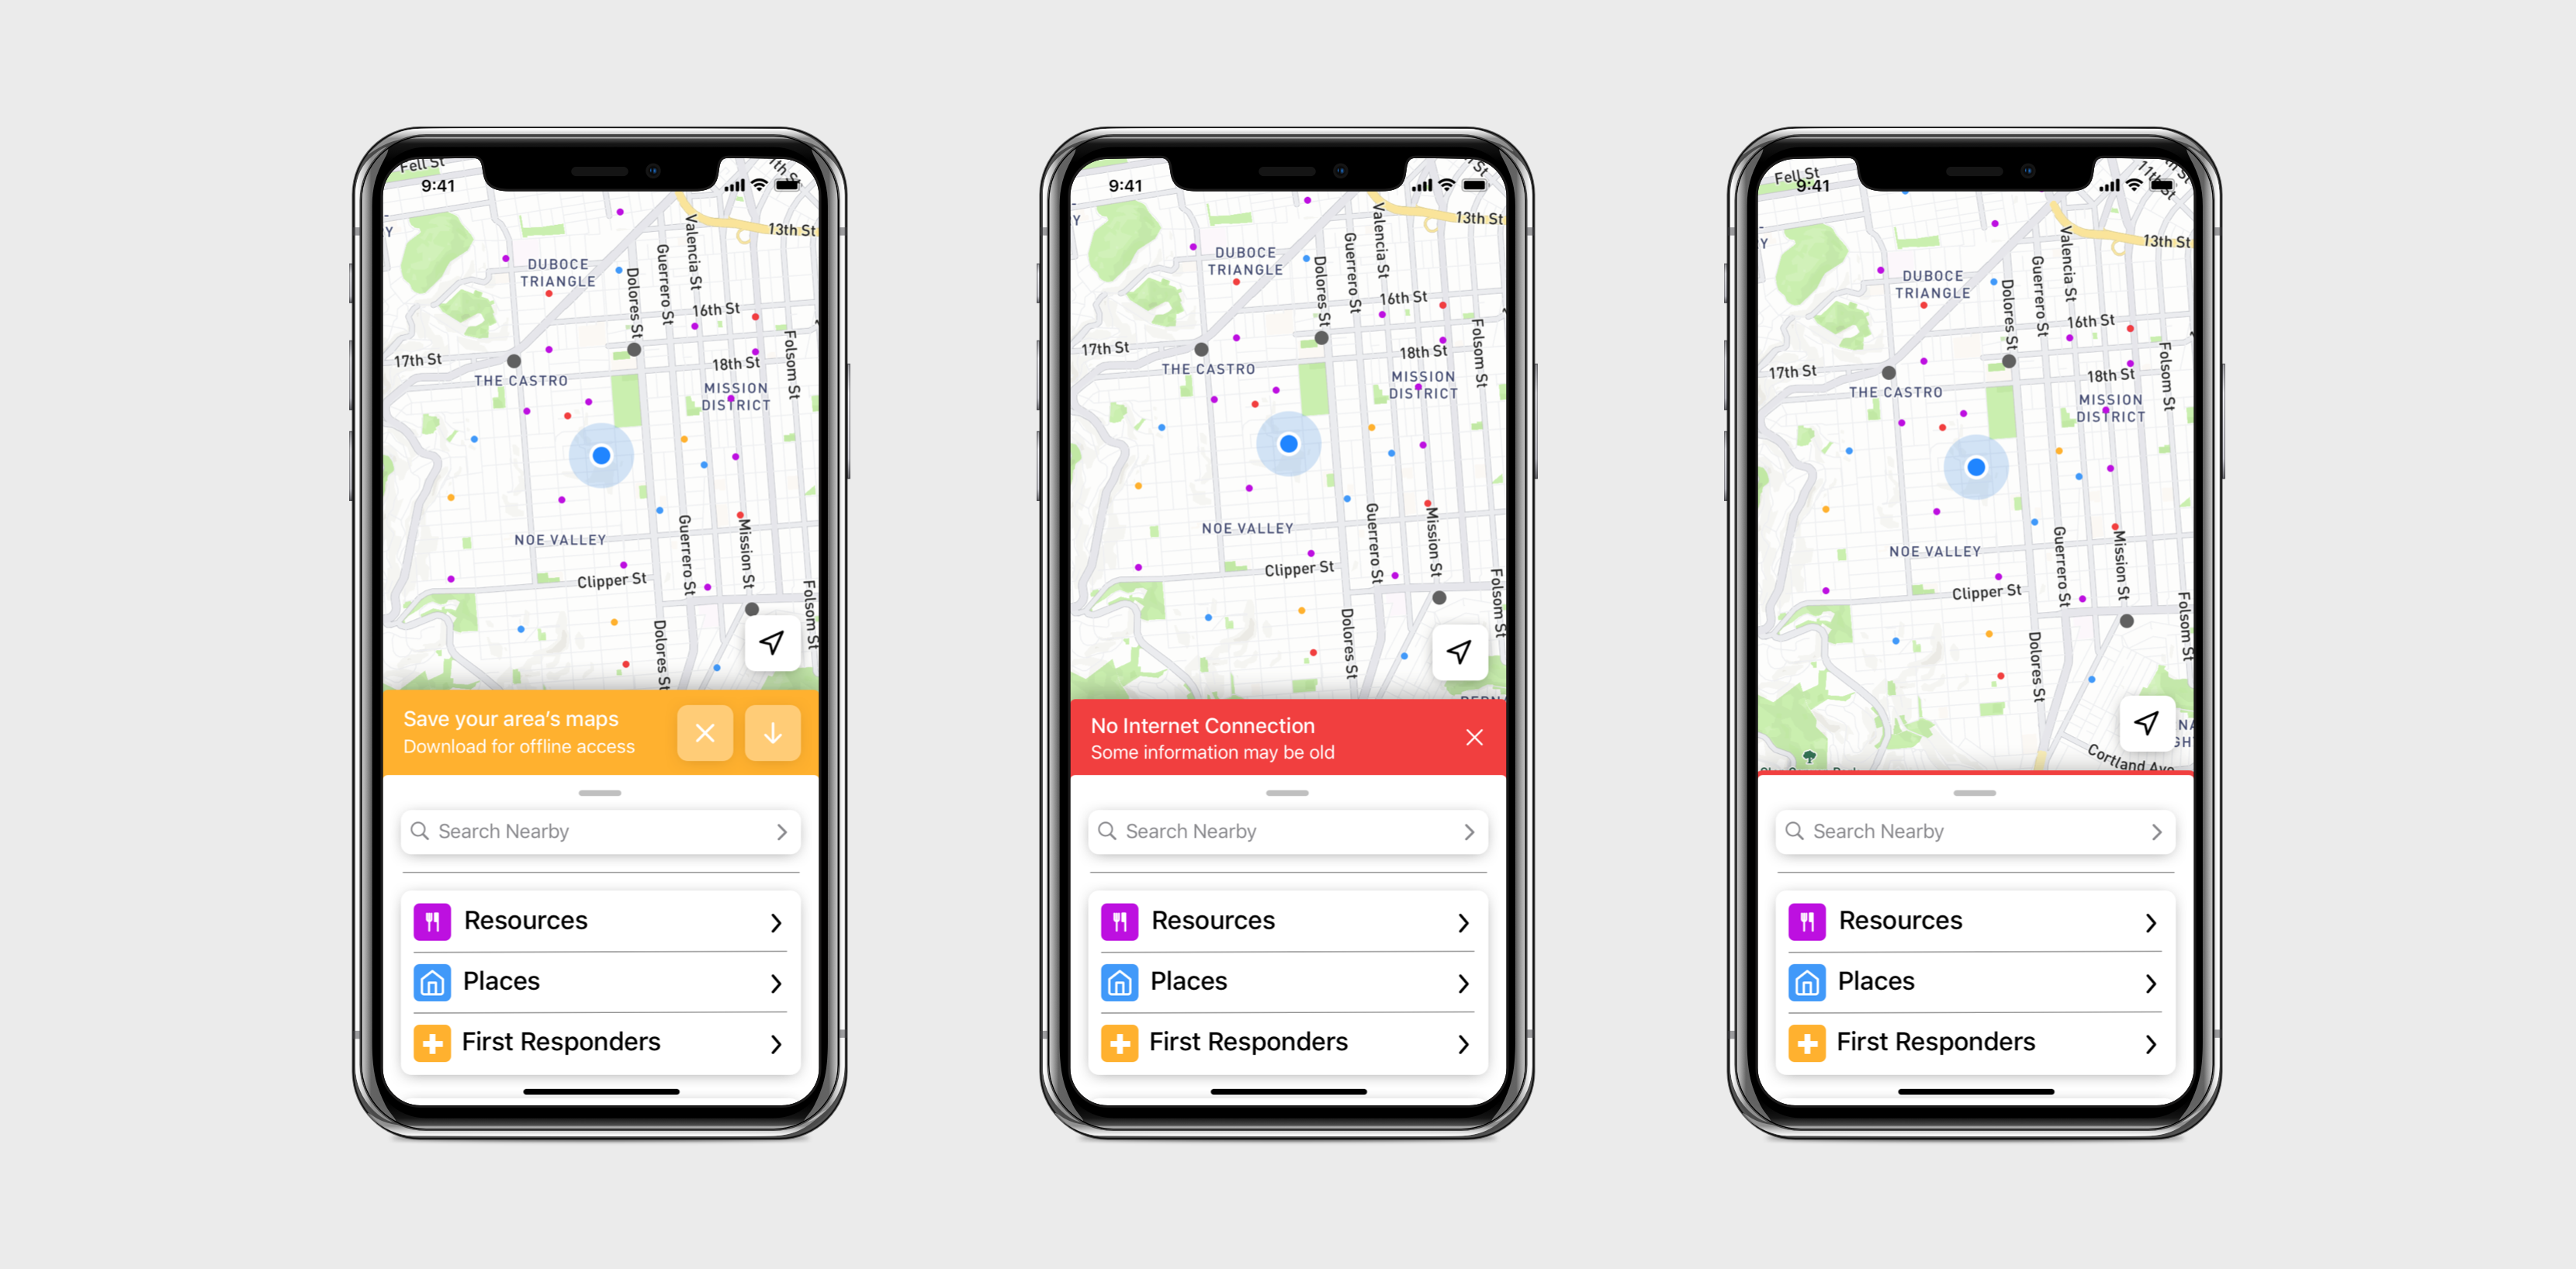 Fell St
9:41
11th St
Y
13th St
Valencia St
Guerrero St
DUBOCE
TRIANGLE
Dolores St
16th St
Folsom St
17th St
18th St
THE CASTRO
MISSION
DISTRICT
NOE VALLEY
Guerrero St
Mission St
Clipper St
Folsom St
Dolores St
Save your area's maps
Download for offline access
Search Nearby
Resources
Places
First Responders
9:41
St
Y
13th St
Valencia St
Guerrero St
DUBOCE
TRIANGLE
Dolores St
16th St
Folsom St
17th St
18th St
THE CASTRO
MISSION
DISTRICT
NOE VALLEY
Guerrero St
Mission St
Clipper St
Folsom St
Dolores St
No Internet Connection
Some information may be old
Search Nearby
Resources
Places
First Responders
Fell St
9:41
11th St
Y
13th St
Valencia St
Guerrero St
DUBOCE
TRIANGLE
Dolores St
16th St
Folsom St
17th St
18th St
THE CASTRO
MISSION
DISTRICT
NOE VALLEY
Guerrero St
Mission St
Clipper St
Folsom St
Dolores St
NA
GH
Cortland Ave
Search Nearby
Resources
Places
First Responders